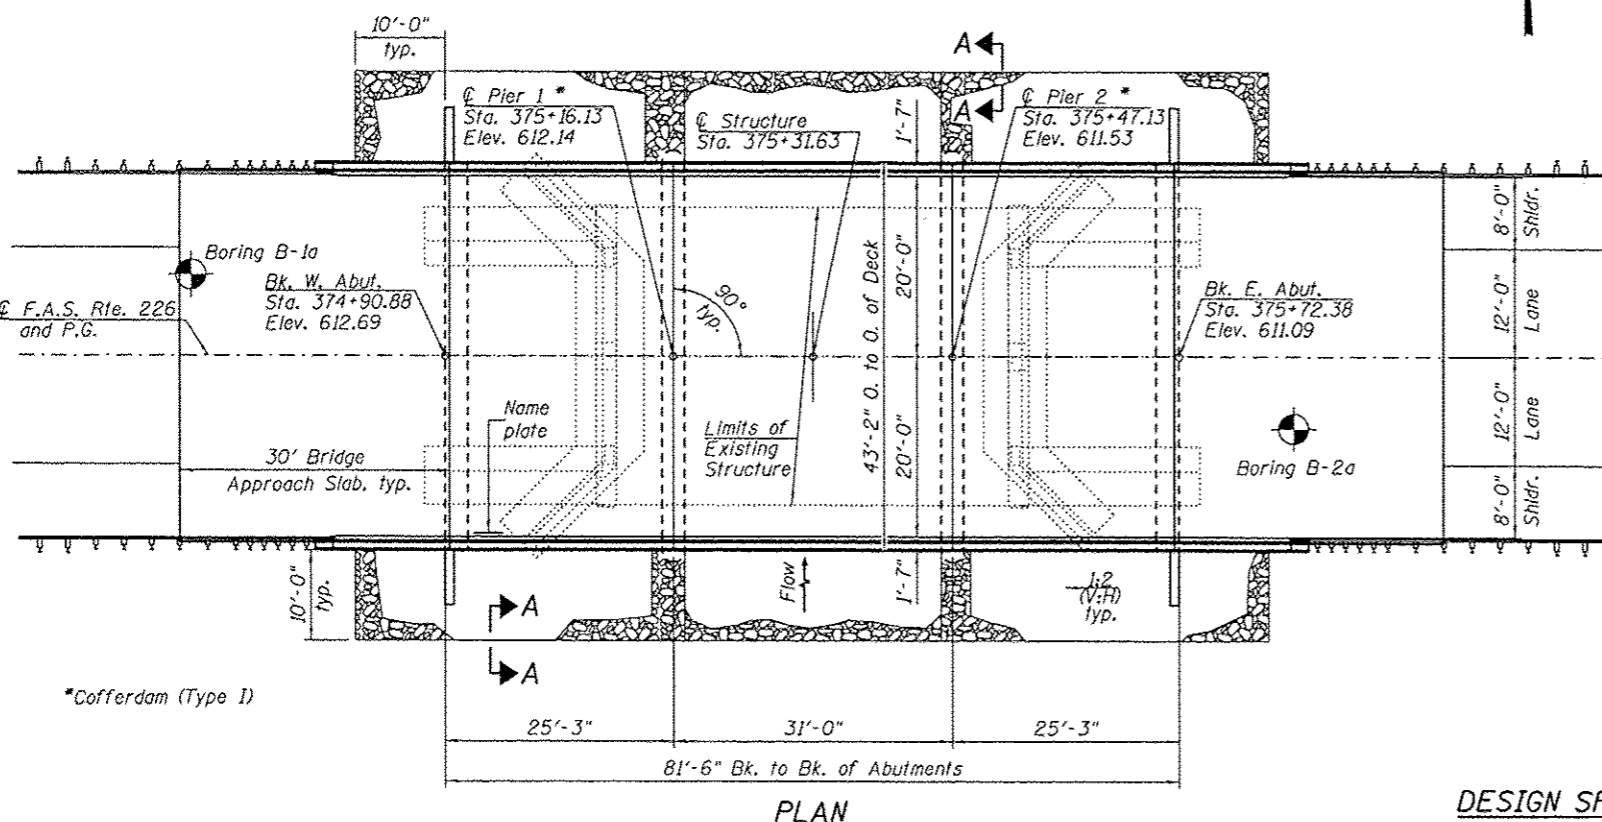 10'-0"
typ.
A
A
℄ Pier 1 *
Sta. 375+16.13
Elev. 612.14
℄ Structure
Sta. 375+31.63
1'-7"
℄ Pier 2 *
Sta. 375+47.13
Elev. 611.53
Boring B-1a
Bk. W. Abut.
Sta. 374+90.88
Elev. 612.69
℄ F.A.S. Rte. 226
and P.G.
90°
typ.
43'-2" O. to O. of Deck
20'-0"
20'-0"
Bk. E. Abut.
Sta. 375+72.38
Elev. 611.09
8'-0"
Shldr.
12'-0"
Lane
12'-0"
Lane
8'-0"
Shldr.
Name
plate
Limits of
Existing
Structure
30' Bridge
Approach Slab, typ.
Boring B-2a
10'-0"
typ.
A
A
Flow
1'-7"
1:2
(V:H)
typ.
*Cofferdam (Type I)
25'-3"
31'-0"
25'-3"
81'-6" Bk. to Bk. of Abutments
PLAN
DESIGN